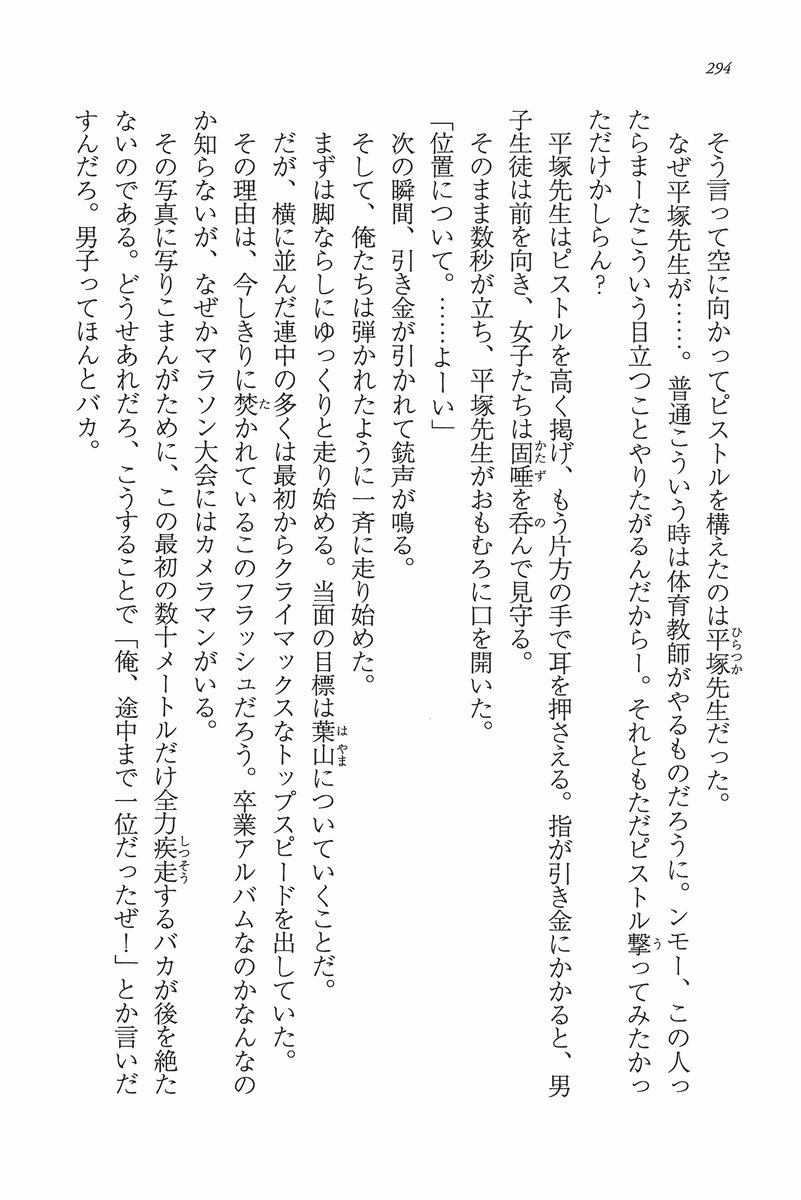 294
そう言って空に向かってピストルを構えたのは平塚先生だった。
なぜ平塚先生が……。普通こういう時は体育教師がやるものだろうに。ンモー、この人っ
たらまーたこういう目立つことやりたがるんだからー。それともただピストル撃ってみたかっ
ただけかしらん？
平塚先生はピストルを高く掲げ、もう片方の手で耳を押さえる。指が引き金にかかると、男
子生徒は前を向き、女子たちは固唾を呑んで見守る。
そのまま数秒が立ち、平塚先生がおもむろに口を開いた。
「位置について。……よーい」
次の瞬間、引き金が引かれて銃声が鳴る。
そして、俺たちは弾かれたように一斉に走り始めた。
まずは脚ならしにゆっくりと走り始める。当面の目標は葉山についていくことだ。
だが、横に並んだ連中の多くは最初からクライマックスなトップスピードを出していた。
その理由は、今しきりに焚かれているこのフラッシュだろう。卒業アルバムなのかなんなの
か知らないが、なぜかマラソン大会にはカメラマンがいる。
その写真に写りこまんがために、この最初の数十メートルだけ全力疾走するバカが後を絶た
ないのである。どうせあれだろ、こうすることで「俺、途中まで一位だったぜ！」とか言いだ
すんだろ。男子ってほんとバカ。